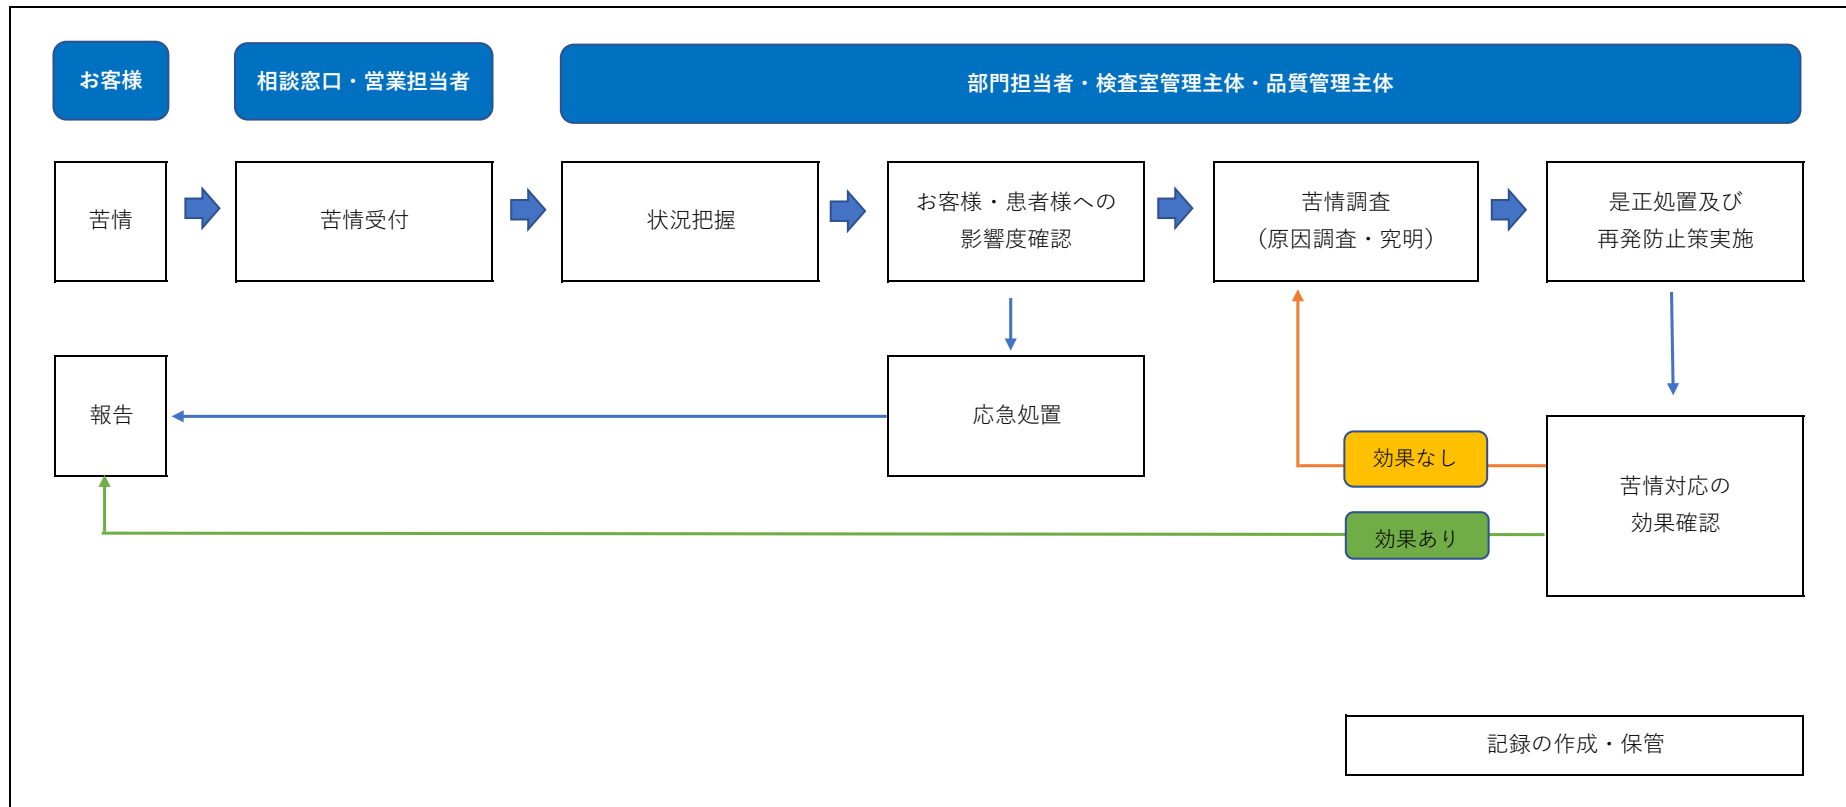 お客様
相談窓口・営業担当者
部門担当者・検査室管理主体・品質管理主体
苦情
苦情受付
状況把握
お客様・患者様への
影響度確認
苦情調査
（原因調査・究明）
是正処置及び
再発防止策実施
報告
応急処置
効果なし
効果あり
苦情対応の
効果確認
記録の作成・保管